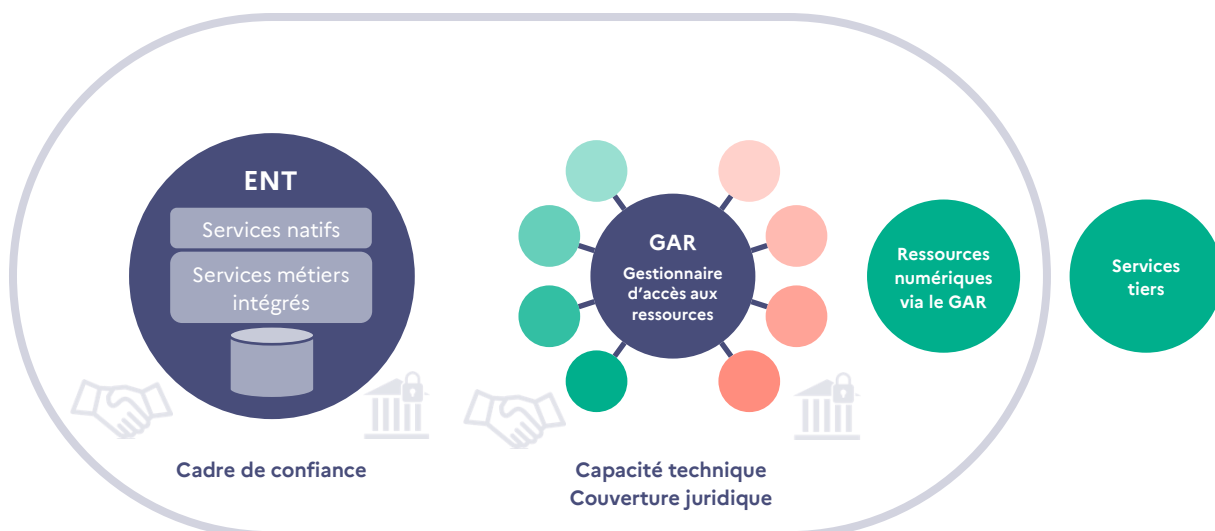 ENT
Services natifs
Services métiers
intégrés
GAR
Gestionnaire
d’accès aux
ressources
Ressources
numériques
via le GAR
Services
tiers
Cadre de confiance
Capacité technique
Couverture juridique